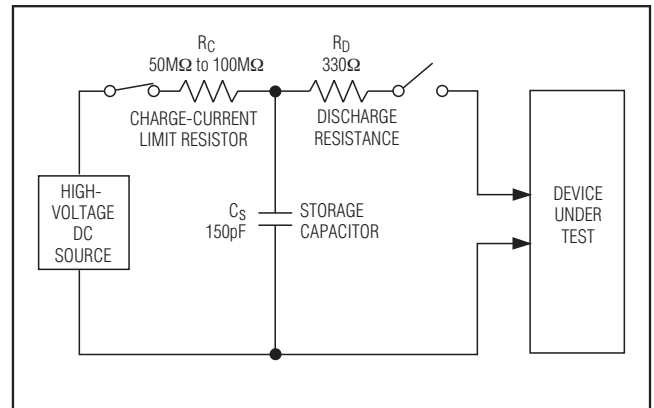 R_C
50MΩ to 100MΩ
CHARGE-CURRENT
LIMIT RESISTOR
R_D
330Ω
DISCHARGE
RESISTANCE
HIGH-
VOLTAGE
DC
SOURCE
C_S
150pF
STORAGE
CAPACITOR
DEVICE
UNDER
TEST